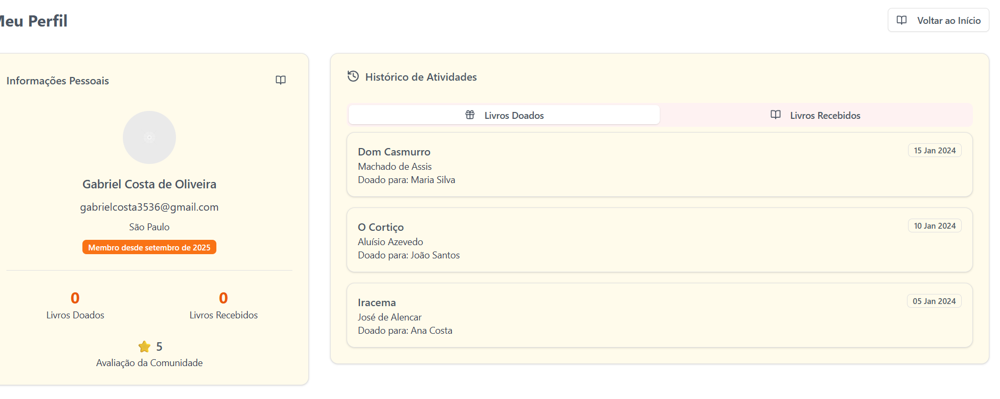 Meu Perfil
Voltar ao Início
Informações Pessoais
Gabriel Costa de Oliveira
gabrielcosta3536@gmail.com
São Paulo
Membro desde setembro de 2025
0
Livros Doados
0
Livros Recebidos
5
Avaliação da Comunidade
Histórico de Atividades
Livros Doados
Livros Recebidos
Dom Casmurro
15 Jan 2024
Machado de Assis
Doado para: Maria Silva
O Cortiço
10 Jan 2024
Aluísio Azevedo
Doado para: João Santos
Iracema
05 Jan 2024
José de Alencar
Doado para: Ana Costa